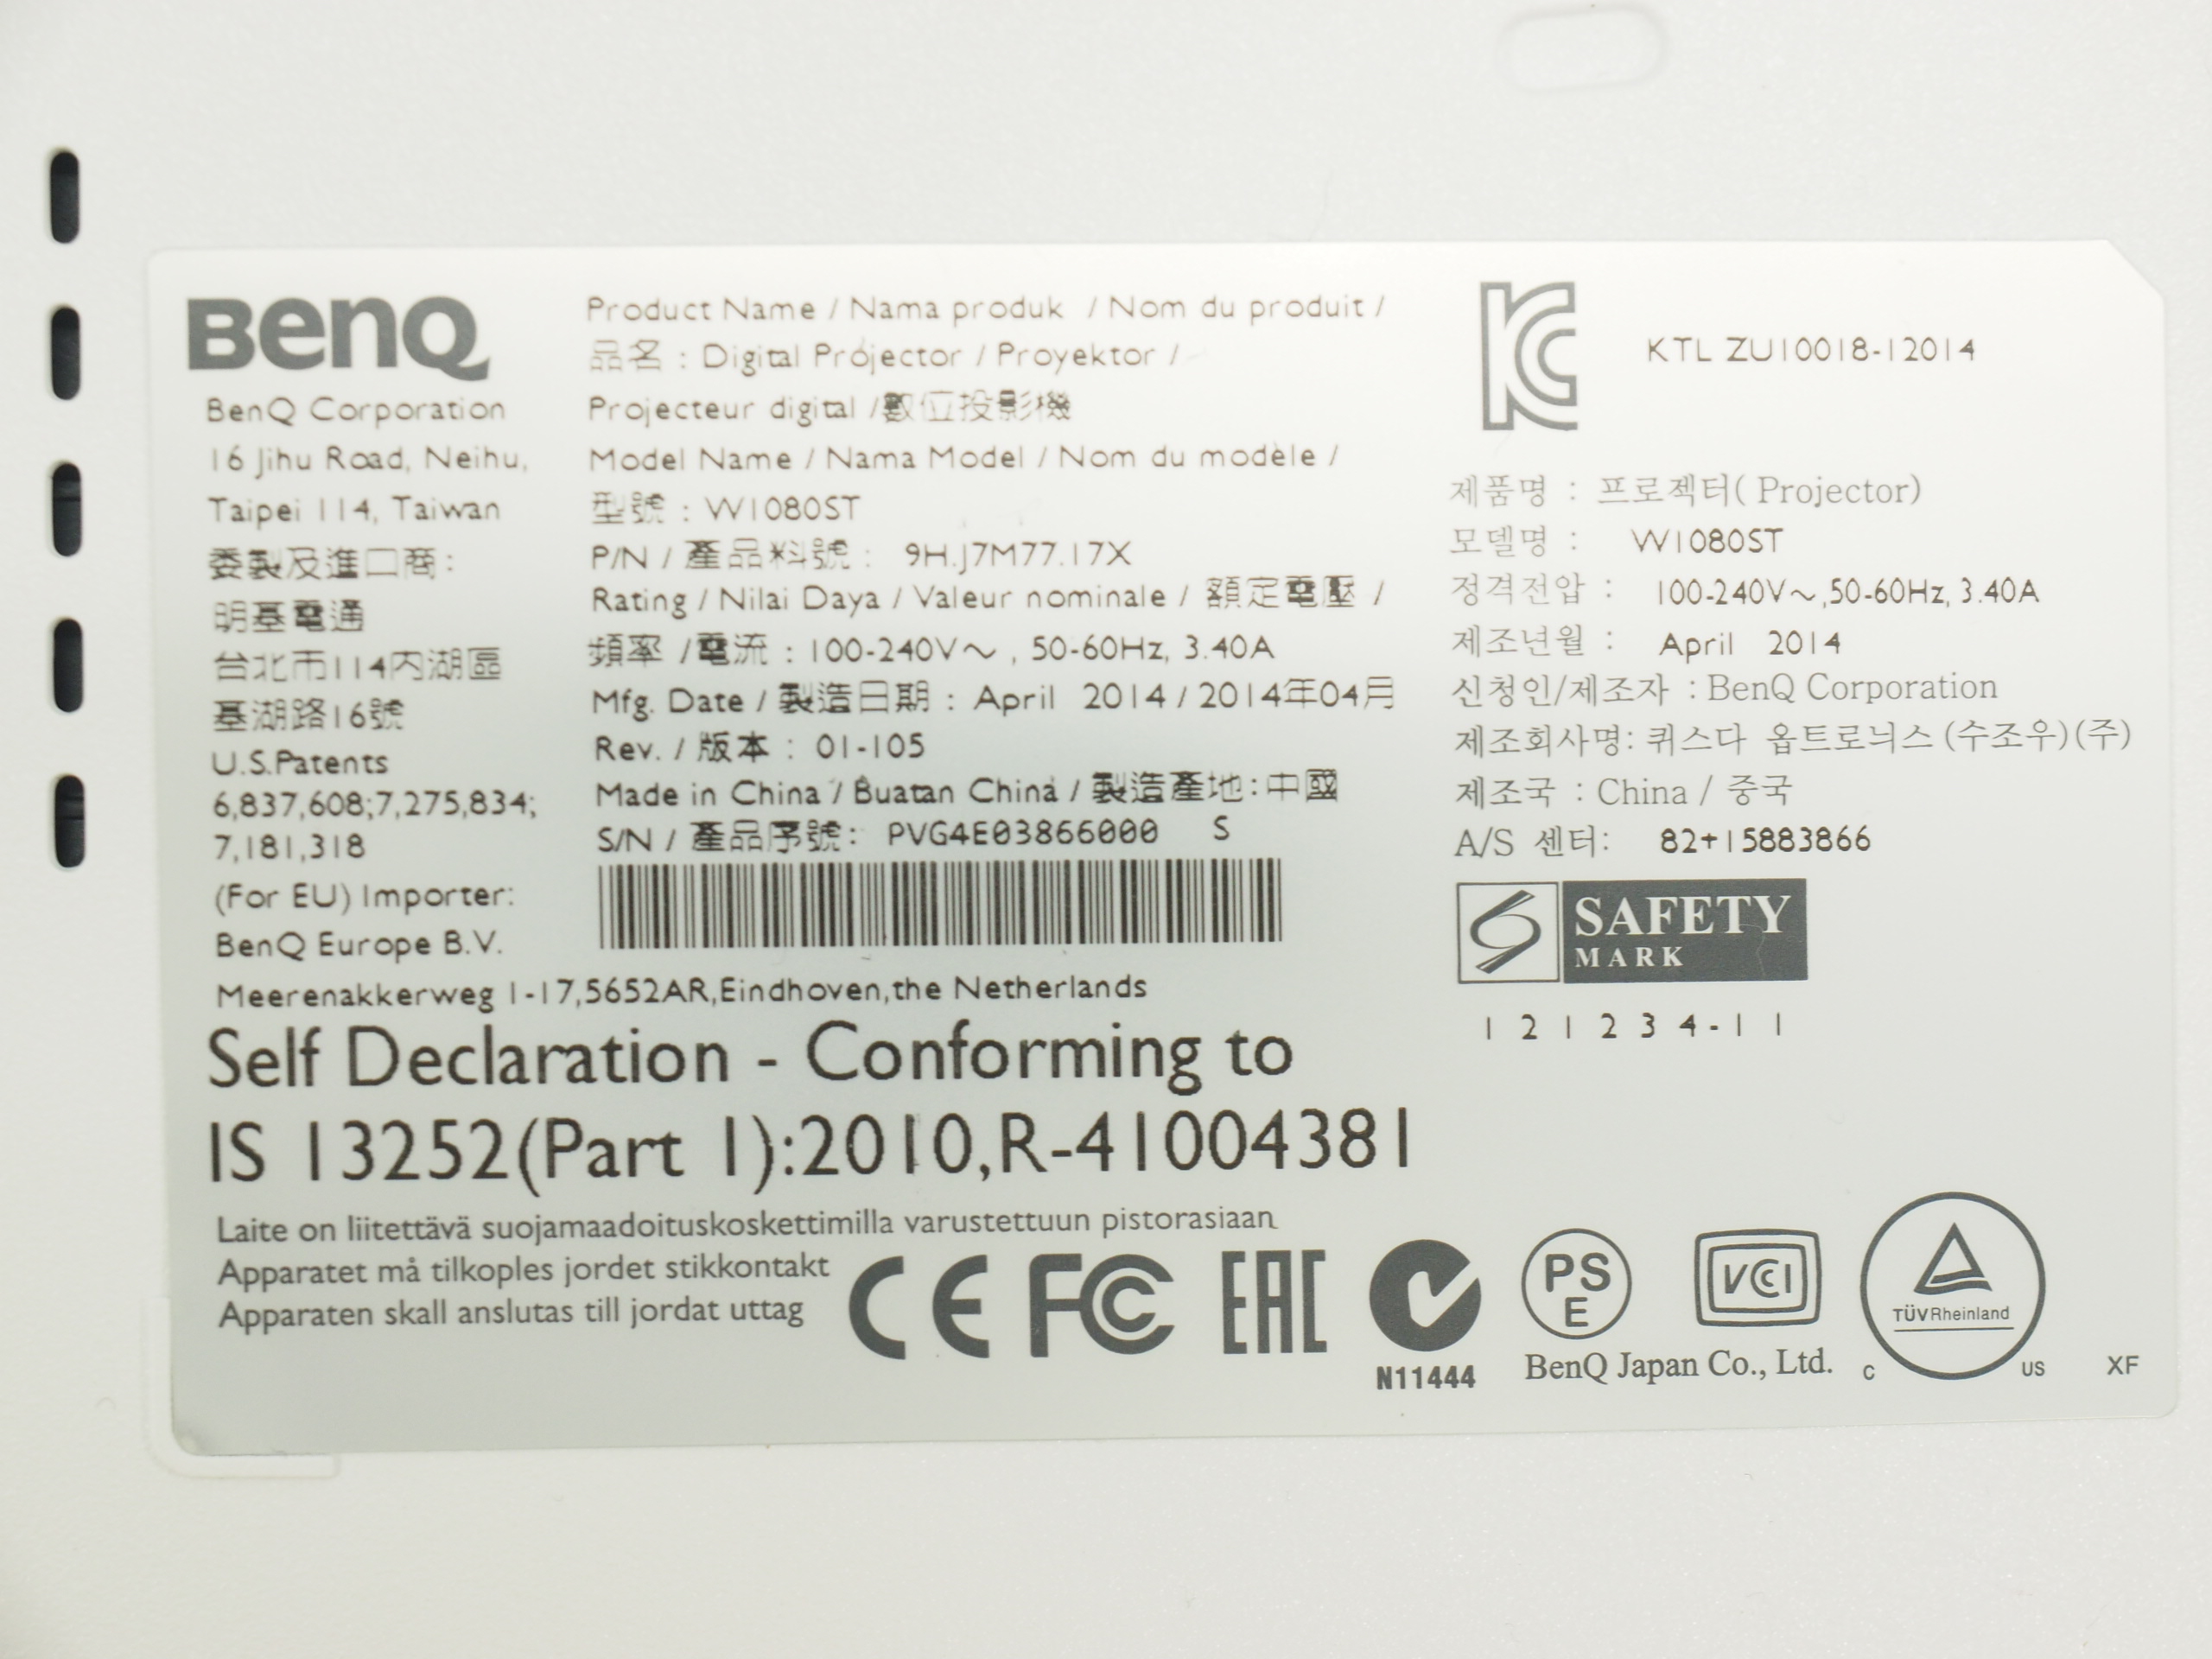 BenQ
BenQ Corporation
16 Jihu Road, Neihu,
Taipei 114, Taiwan
委製及進口商:
明基電通
台北市114內湖區
基湖路16號
U.S.Patents
6,837,608;7,275,834;
7,181,318
(For EU) Importer:
BenQ Europe B.V.
Meerenakkerweg 1-17,5652AR,Eindhoven,the Netherlands
Product Name / Nama produk / Nom du produit /
品名 : Digital Projector / Proyektor /
Projecteur digital /數位投影機
Model Name / Nama Model / Nom du modèle /
型號 : W1080ST
P/N / 產品料號 : 9H.J7M77.17X
Rating / Nilai Daya / Valeur nominale / 額定電壓 /
頻率 /電流 : 100-240V～ , 50-60Hz, 3.40A
Mfg. Date / 製造日期 : April 2014 / 2014年04月
Rev. / 版本 : 01-105
Made in China / Buatan China / 製造產地:中國
S/N / 產品序號: PVG4E03866000 S
Self Declaration - Conforming to
IS 13252(Part 1):2010,R-41004381
Laite on liitettävä suojamaadoituskoskettimilla varustettuun pistorasiaan
Apparatet må tilkoples jordet stikkontakt
Apparaten skall anslutas till jordat uttag
KC
KTL ZU10018-12014
제품명 : 프로젝터( Projector)
모델명 : W1080ST
정격전압 : 100-240V～,50-60Hz, 3.40A
제조년월 : April 2014
신청인/제조자 : BenQ Corporation
제조회사명: 퀴스다 옵트로닉스 (수조우)(주)
제조국 : China / 중국
A/S 센터: 82+15883866
SAFETY
MARK
121234-11
CE FC EAC
N11444
PS
E
VCCI
BenQ Japan Co., Ltd.
TÜVRheinland
C US
XF